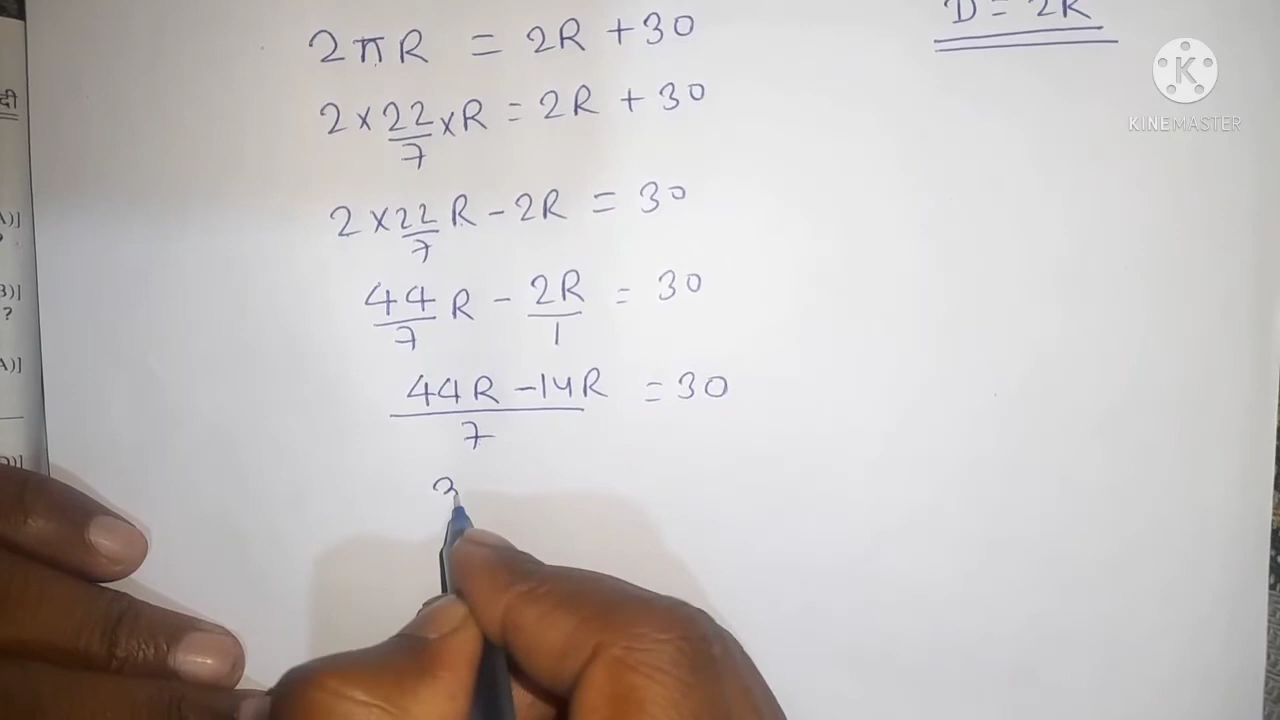 D = 2R
2πR = 2R + 30
2 × 22/7 × R = 2R + 30
2 × 22/7 R - 2R = 30
44/7 R - 2R/1 = 30
44R - 14R / 7 = 30
3
KINEMASTER
दी
A)]
?
B)]
?
A)]